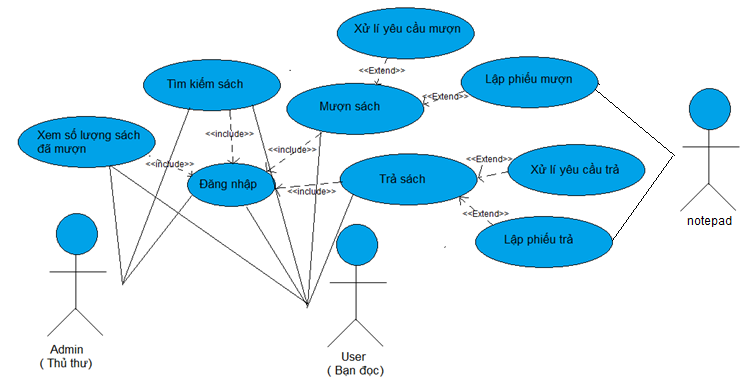 Xử lí yêu cầu mượn
<<Extend>>
Tìm kiếm sách
Lập phiếu mượn
<<Extend>>
Mượn sách
Xem số lượng sách
đã mượn
<<include>>
<<include>>
<<include>>
Đăng nhập
<<include>>
Trả sách
<<Extend>>
Xử lí yêu cầu trả
<<Extend>>
Lập phiếu trả
notepad
Admin
( Thủ thư)
User
( Bạn đọc)